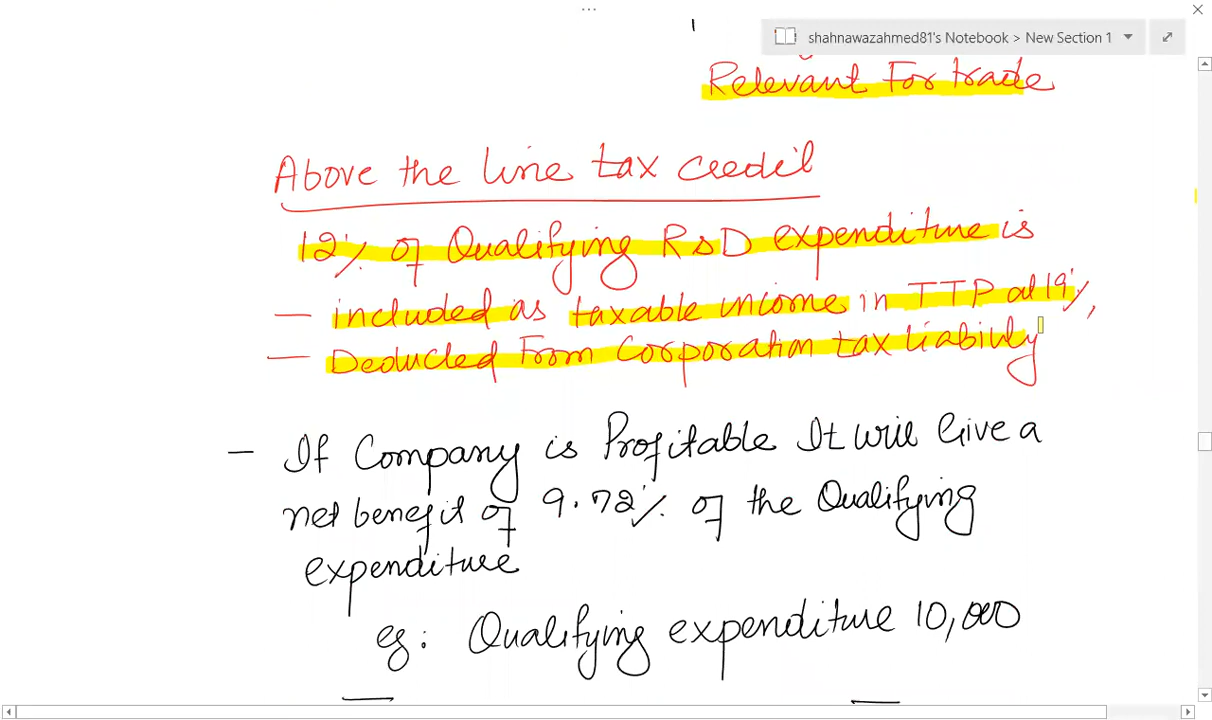 shahnawazahmed81's Notebook > New Section 1
Relevant For trade
Above the line tax credit
12% of Qualifying R&D expenditure is
— included as taxable income in TTP at 19%,
— Deducted From Corporation tax liability
— If Company is Profitable It will Give a
net benefit of 9.72% of the Qualifying
expenditure
eg: Qualifying expenditure 10,000